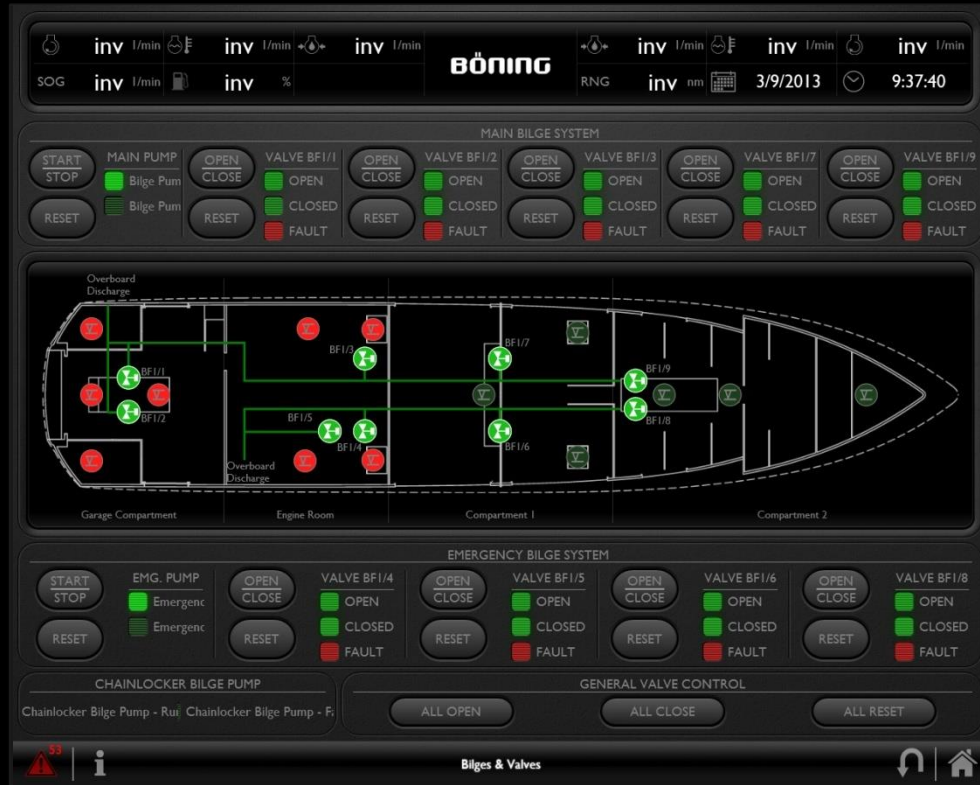 inv l/min inv l/min inv l/min BÖNING inv l/min inv l/min inv l/min
SOG inv l/min inv % RNG inv nm 3/9/2013 9:37:40
MAIN BILGE SYSTEM
START STOP
RESET
MAIN PUMP
Bilge Pum
Bilge Pum
OPEN CLOSE
RESET
VALVE BF1/1
OPEN
CLOSED
FAULT
OPEN CLOSE
RESET
VALVE BF1/2
OPEN
CLOSED
FAULT
OPEN CLOSE
RESET
VALVE BF1/3
OPEN
CLOSED
FAULT
OPEN CLOSE
RESET
VALVE BF1/7
OPEN
CLOSED
FAULT
OPEN CLOSE
RESET
VALVE BF1/9
OPEN
CLOSED
FAULT
Overboard
Discharge
BF1/3
BF1/7
BF1/1
BF1/9
BF1/2
BF1/5
BF1/4
BF1/6
BF1/8
Overboard
Discharge
Garage Compartment
Engine Room
Compartment 1
Compartment 2
EMERGENCY BILGE SYSTEM
START STOP
RESET
EMG. PUMP
Emergenc
Emergenc
OPEN CLOSE
RESET
VALVE BF1/4
OPEN
CLOSED
FAULT
OPEN CLOSE
RESET
VALVE BF1/5
OPEN
CLOSED
FAULT
OPEN CLOSE
RESET
VALVE BF1/6
OPEN
CLOSED
FAULT
OPEN CLOSE
RESET
VALVE BF1/8
OPEN
CLOSED
FAULT
CHAINLOCKER BILGE PUMP
Chainlocker Bilge Pump - Ru Chainlocker Bilge Pump - F
GENERAL VALVE CONTROL
ALL OPEN
ALL CLOSE
ALL RESET
53
Bilges & Valves